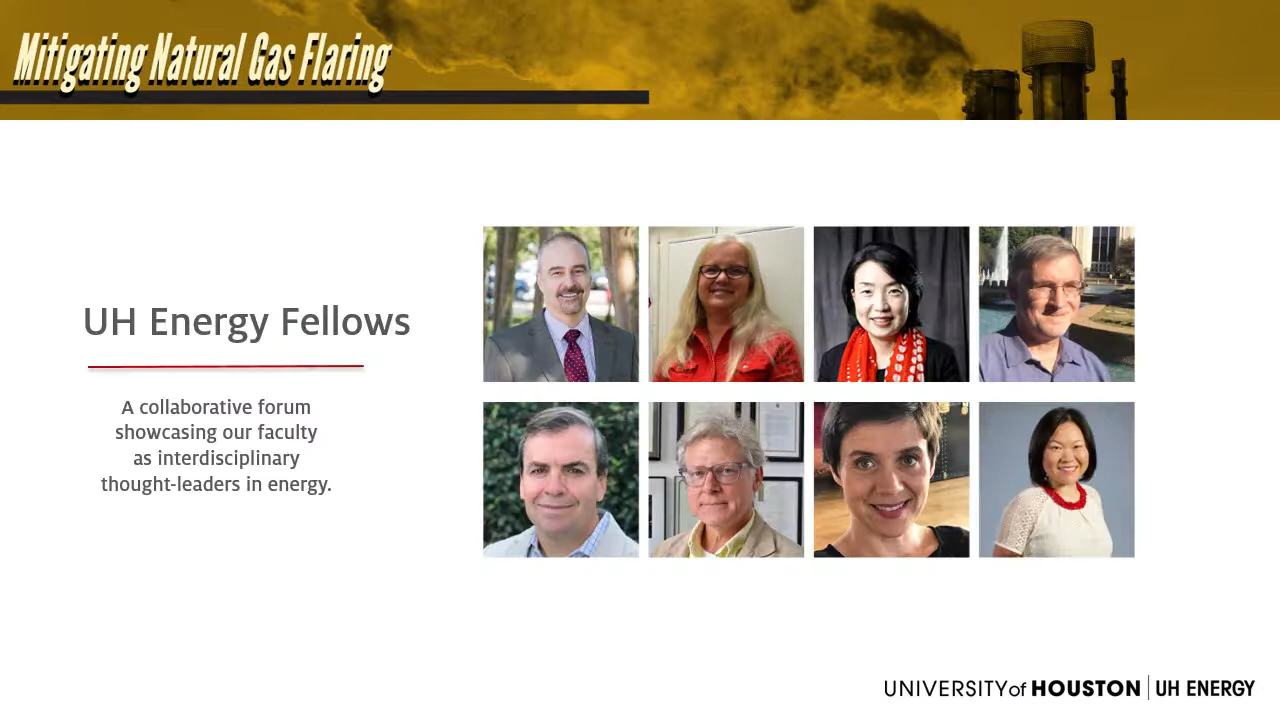 Mitigating Natural Gas Flaring
UH Energy Fellows
A collaborative forum
showcasing our faculty
as interdisciplinary
thought-leaders in energy.
UNIVERSITY of HOUSTON | UH ENERGY